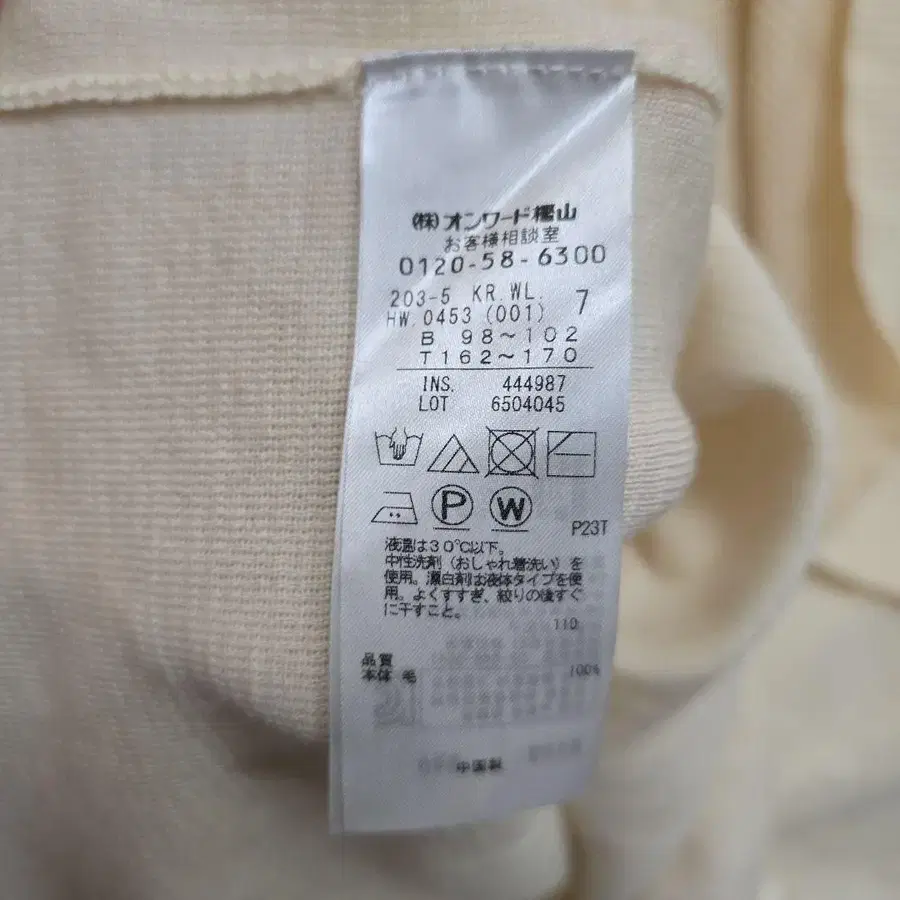 ㈱オンワード樫山
お客様相談室
0120-58-6300
203-5 KR.WL. 7
HW.0453 (001)
B 98～102
T162～170
INS. 444987
LOT 6504045
P W
P23T
液温は30℃以下。
中性洗剤（おしゃれ着洗い）を
使用。漂白剤は液体タイプを使
用。よくすすぎ、絞りの後すぐ
に干すこと。
110
品質
本体 毛 100%
中国製